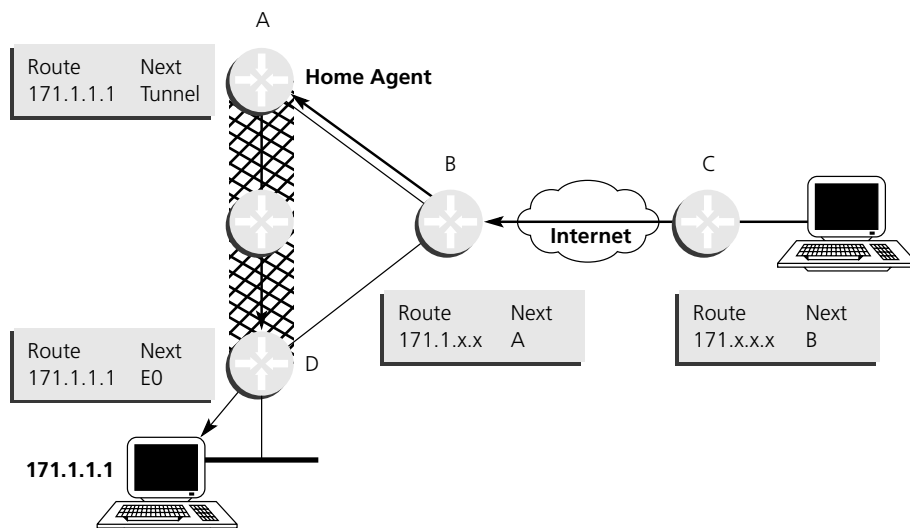 A
Route Next
171.1.1.1 Tunnel
Home Agent
B
C
Internet
Route Next
171.1.x.x A
Route Next
171.x.x.x B
Route Next
171.1.1.1 E0
D
171.1.1.1